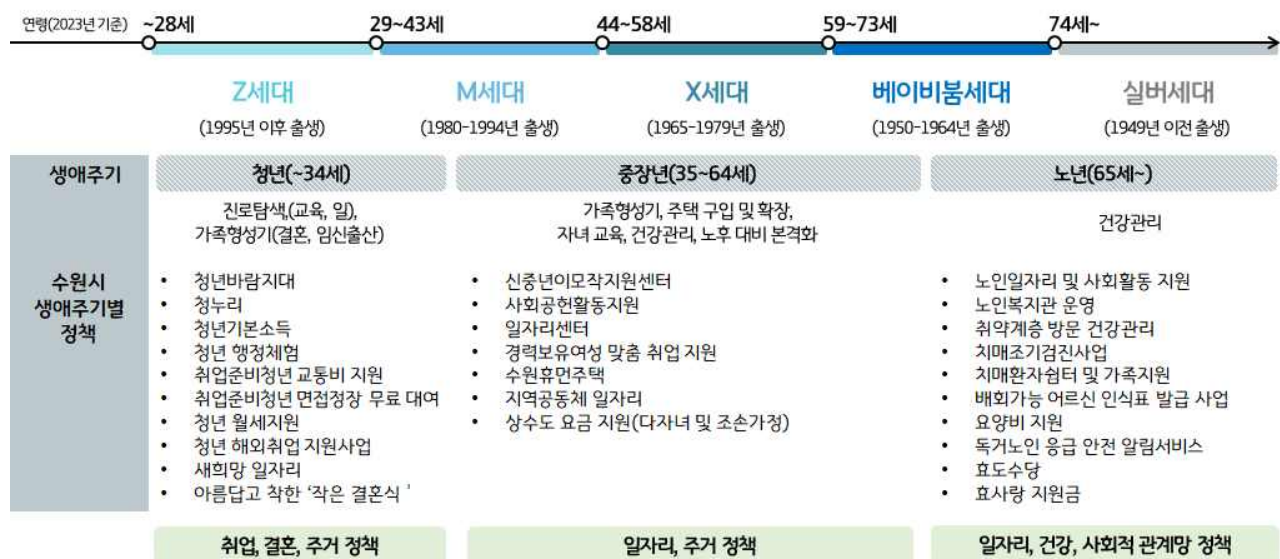 연령(2023년 기준) ~28세 29~43세 44~58세 59~73세 74세~
Z세대 M세대 X세대 베이비붐세대 실버세대
(1995년 이후 출생) (1980-1994년 출생) (1965-1979년 출생) (1950-1964년 출생) (1949년 이전 출생)
생애주기 청년(~34세) 중장년(35~64세) 노년(65세~)
진로탐색,(교육, 일),
가족형성기(결혼, 임신출산)
가족형성기, 주택 구입 및 확장,
자녀 교육, 건강관리, 노후 대비 본격화
건강관리
수원시
생애주기별
정책
• 청년바람지대
• 청누리
• 청년기본소득
• 청년 행정체험
• 취업준비청년 교통비 지원
• 취업준비청년 면접정장 무료 대여
• 청년 월세지원
• 청년 해외취업 지원사업
• 새희망 일자리
• 아름답고 착한 ‘작은 결혼식 ’
• 신중년이모작지원센터
• 사회공헌활동지원
• 일자리센터
• 경력보유여성 맞춤 취업 지원
• 수원휴먼주택
• 지역공동체 일자리
• 상수도 요금 지원(다자녀 및 조손가정)
• 노인일자리 및 사회활동 지원
• 노인복지관 운영
• 취약계층 방문 건강관리
• 치매조기검진사업
• 치매환자쉼터 및 가족지원
• 배회가능 어르신 인식표 발급 사업
• 요양비 지원
• 독거노인 응급 안전 알림서비스
• 효도수당
• 효사랑 지원금
취업, 결혼, 주거 정책 일자리, 주거 정책 일자리, 건강, 사회적 관계망 정책